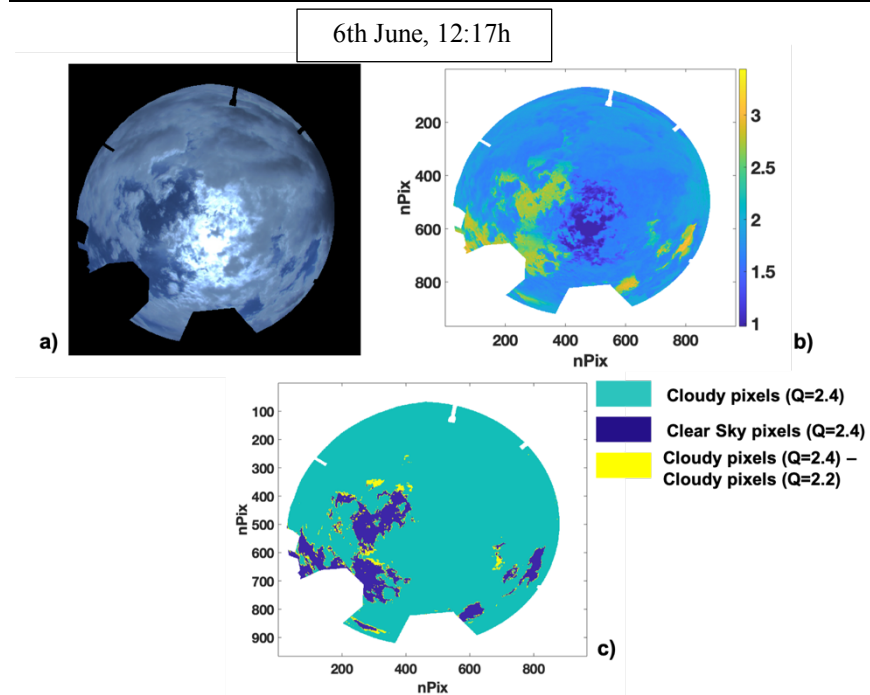 6th June, 12:17h
a)
nPix
200
400
600
800
200
400
600
800
nPix
3
2.5
2
1.5
1
b)
nPix
100
200
300
400
500
600
700
800
900
200
400
600
800
nPix
c)
Cloudy pixels (Q=2.4)
Clear Sky pixels (Q=2.4)
Cloudy pixels (Q=2.4) –
Cloudy pixels (Q=2.2)